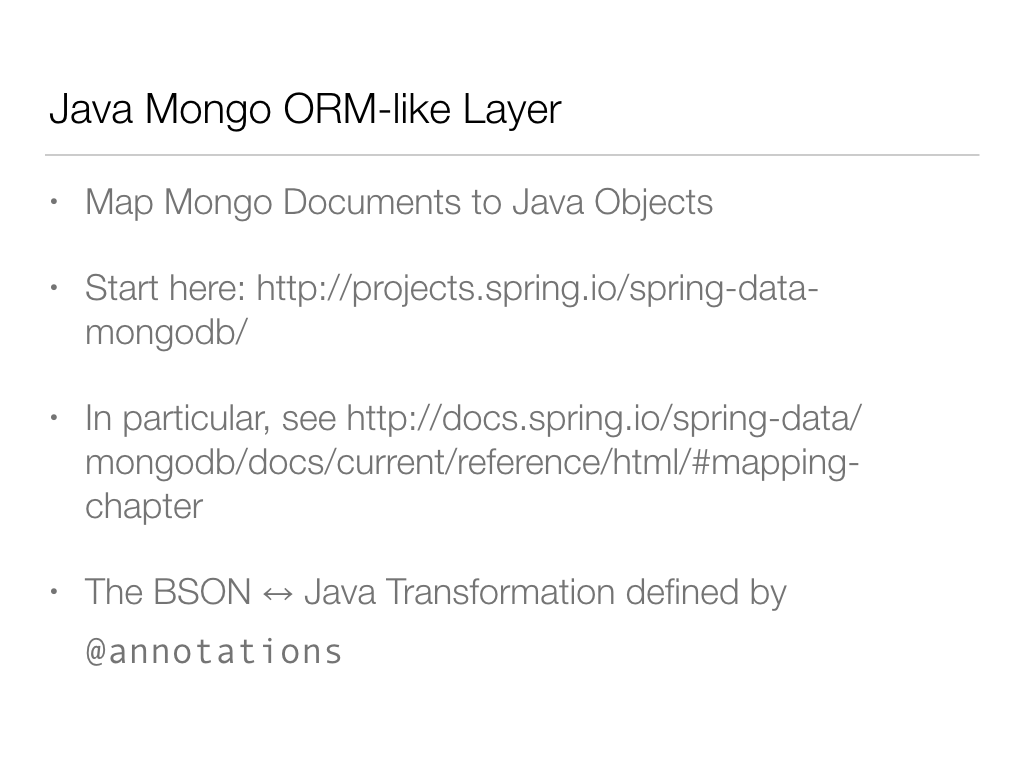 Java Mongo ORM-like Layer
• Map Mongo Documents to Java Objects
• Start here: http://projects.spring.io/spring-data-
mongodb/
• In particular, see http://docs.spring.io/spring-data/
mongodb/docs/current/reference/html/#mapping-
chapter
• The BSON ↔ Java Transformation defined by
@annotations